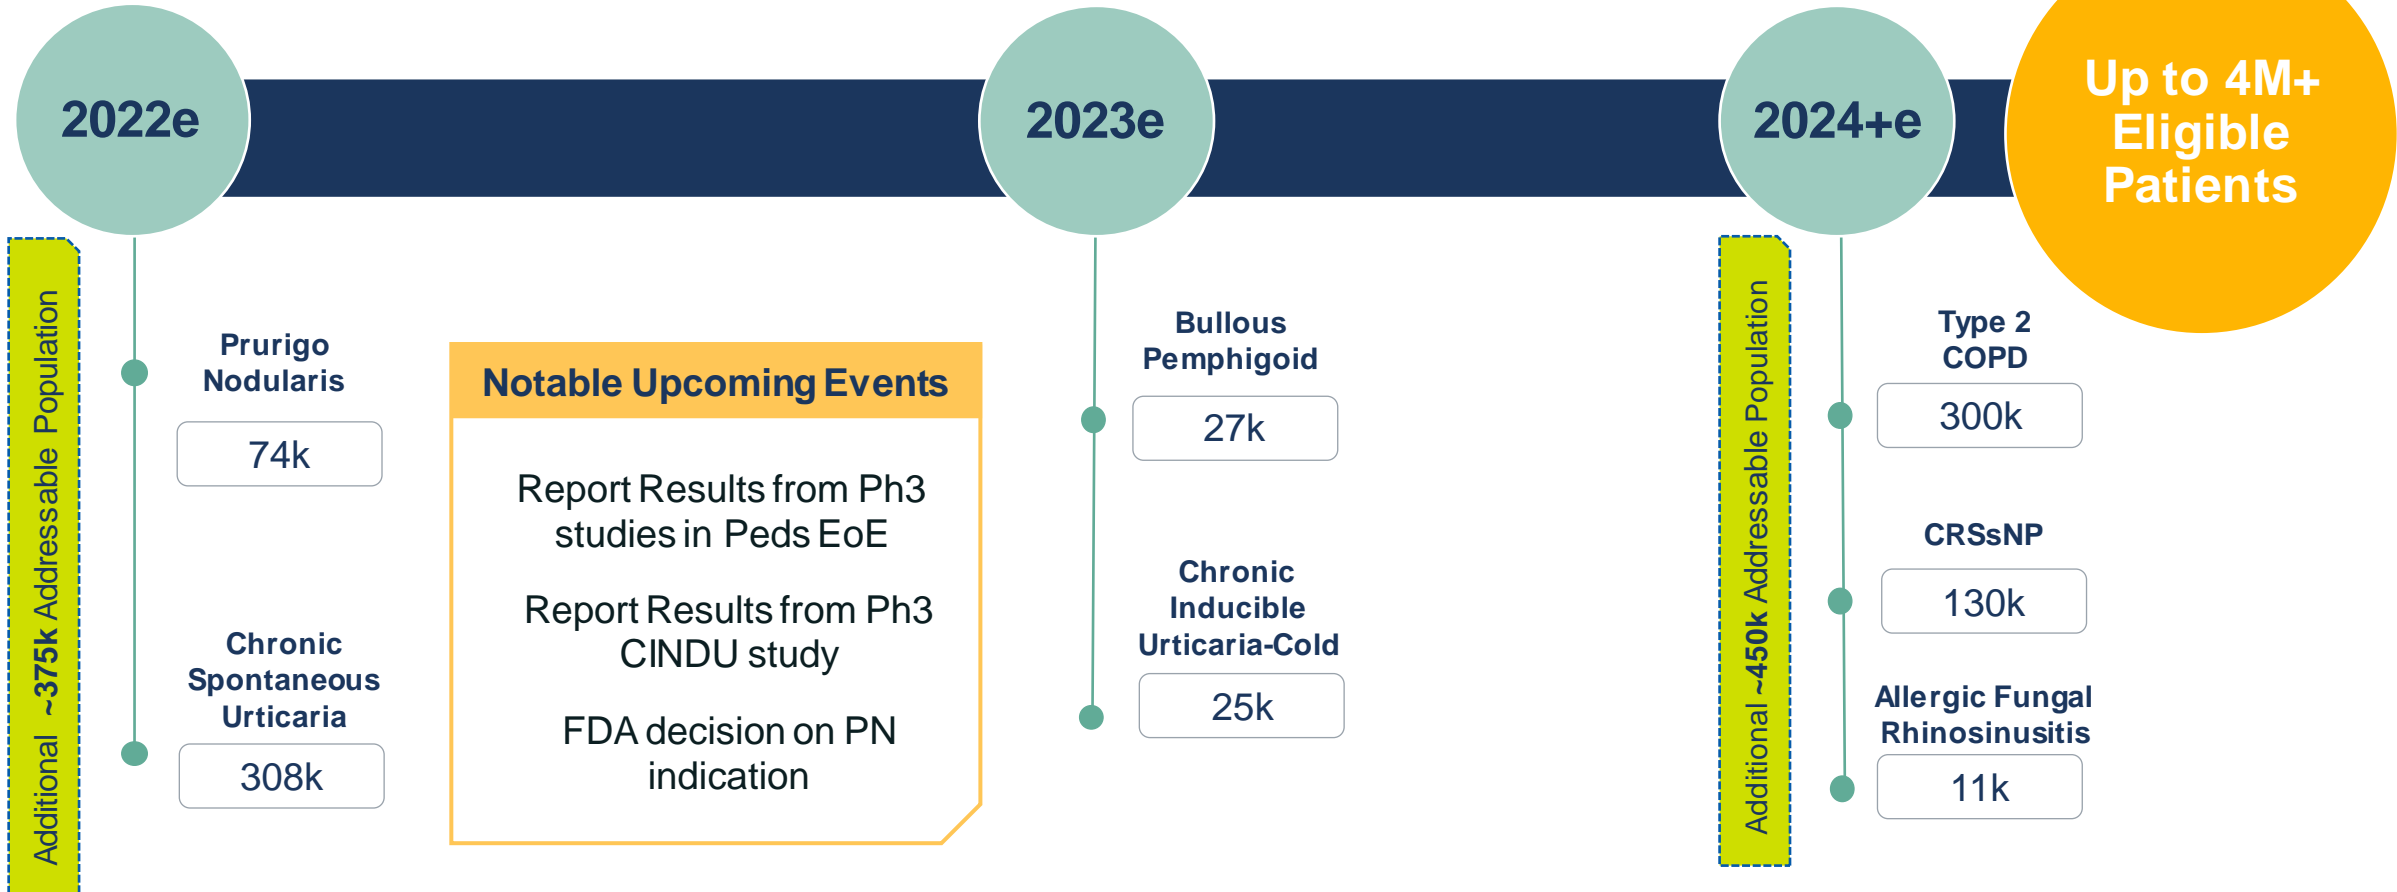 2022e
2023e
2024+e
Up to 4M+
Eligible
Patients
Additional ~375k Addressable Population
Prurigo
Nodularis
74k
Chronic
Spontaneous
Urticaria
308k
Notable Upcoming Events
Report Results from Ph3
studies in Peds EoE
Report Results from Ph3
CINDU study
FDA decision on PN
indication
Bullous
Pemphigoid
27k
Chronic
Inducible
Urticaria-Cold
25k
Additional ~450k Addressable Population
Type 2
COPD
300k
CRSsNP
130k
Allergic Fungal
Rhinosinusitis
11k